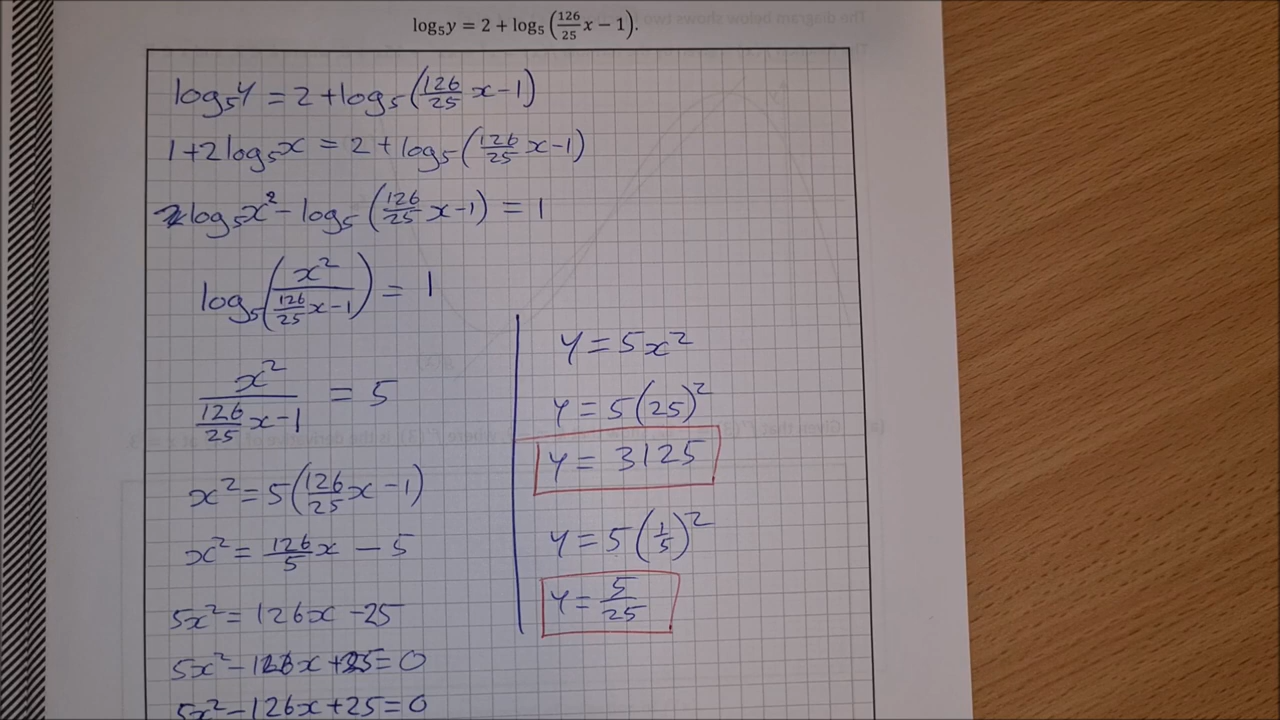 log₅y = 2 + log₅(126/25 x − 1).
log₅y = 2 + log₅(126/25 x − 1)
1 + 2log₅x = 2 + log₅(126/25 x − 1)
log₅x² − log₅(126/25 x − 1) = 1
log₅(x²/(126/25 x − 1)) = 1
x²/(126/25 x − 1) = 5
x² = 5(126/25 x − 1)
x² = 126/5 x − 5
5x² = 126x − 25
5x² − 126x + 25 = 0
5x² − 126x + 25 = 0
y = 5x²
y = 5(25)²
y = 3125
y = 5(1/5)²
y = 5/25